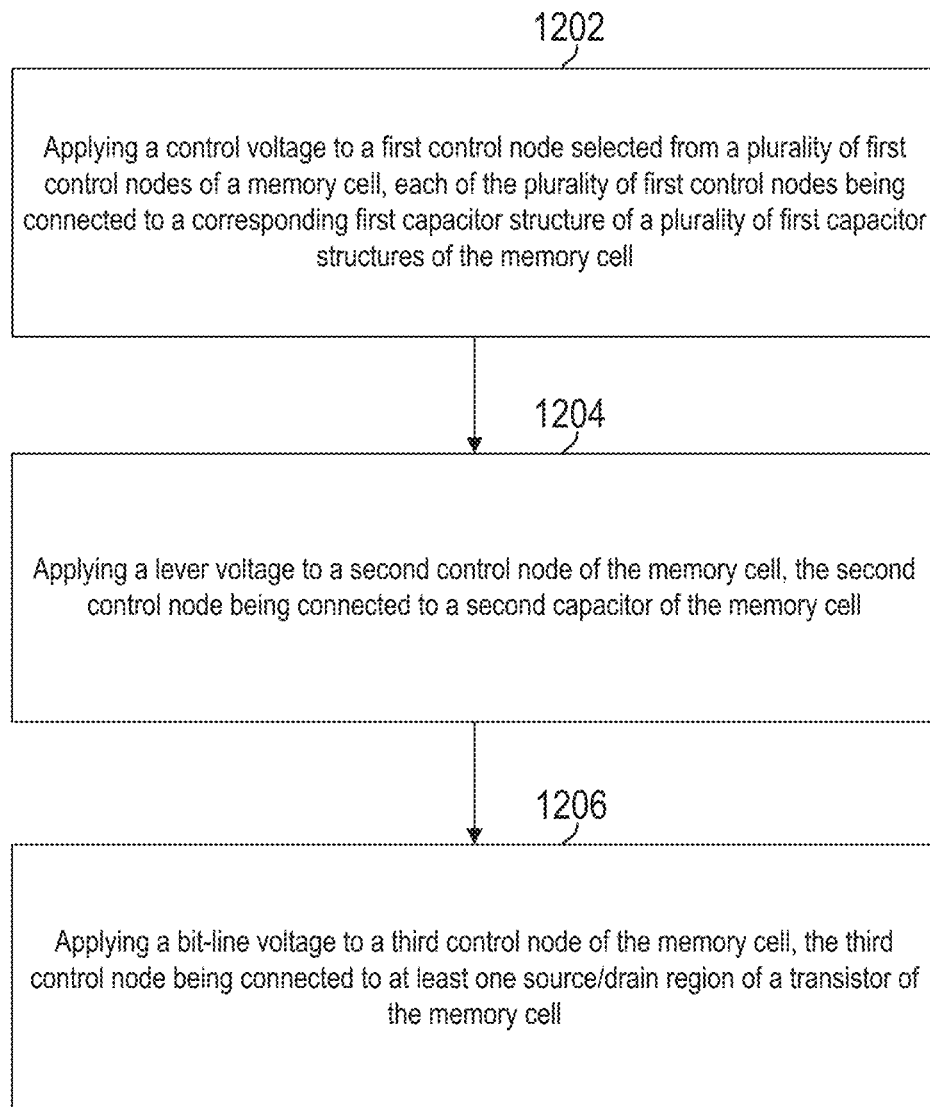 1202
Applying a control voltage to a first control node selected from a plurality of first
control nodes of a memory cell, each of the plurality of first control nodes being
connected to a corresponding first capacitor structure of a plurality of first capacitor
structures of the memory cell
1204
Applying a lever voltage to a second control node of the memory cell, the second
control node being connected to a second capacitor of the memory cell
1206
Applying a bit-line voltage to a third control node of the memory cell, the third
control node being connected to at least one source/drain region of a transistor of
the memory cell